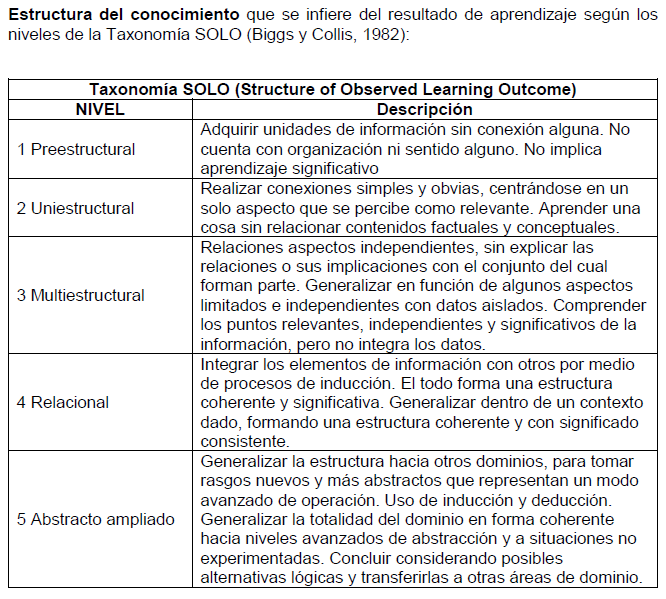 Estructura del conocimiento que se infiere del resultado de aprendizaje según los
niveles de la Taxonomía SOLO (Biggs y Collis, 1982):
Taxonomía SOLO (Structure of Observed Learning Outcome)
NIVEL Descripción
1 Preestructural
Adquirir unidades de información sin conexión alguna. No
cuenta con organización ni sentido alguno. No implica
aprendizaje significativo
2 Uniestructural
Realizar conexiones simples y obvias, centrándose en un
solo aspecto que se percibe como relevante. Aprender una
cosa sin relacionar contenidos factuales y conceptuales.
3 Multiestructural
Relaciones aspectos independientes, sin explicar las
relaciones o sus implicaciones con el conjunto del cual
forman parte. Generalizar en función de algunos aspectos
limitados e independientes con datos aislados. Comprender
los puntos relevantes, independientes y significativos de la
información, pero no integra los datos.
4 Relacional
Integrar los elementos de información con otros por medio
de procesos de inducción. El todo forma una estructura
coherente y significativa. Generalizar dentro de un contexto
dado, formando una estructura coherente y con significado
consistente.
5 Abstracto ampliado
Generalizar la estructura hacia otros dominios, para tomar
rasgos nuevos y más abstractos que representan un modo
avanzado de operación. Uso de inducción y deducción.
Generalizar la totalidad del dominio en forma coherente
hacia niveles avanzados de abstracción y a situaciones no
experimentadas. Concluir considerando posibles
alternativas lógicas y transferirlas a otras áreas de dominio.